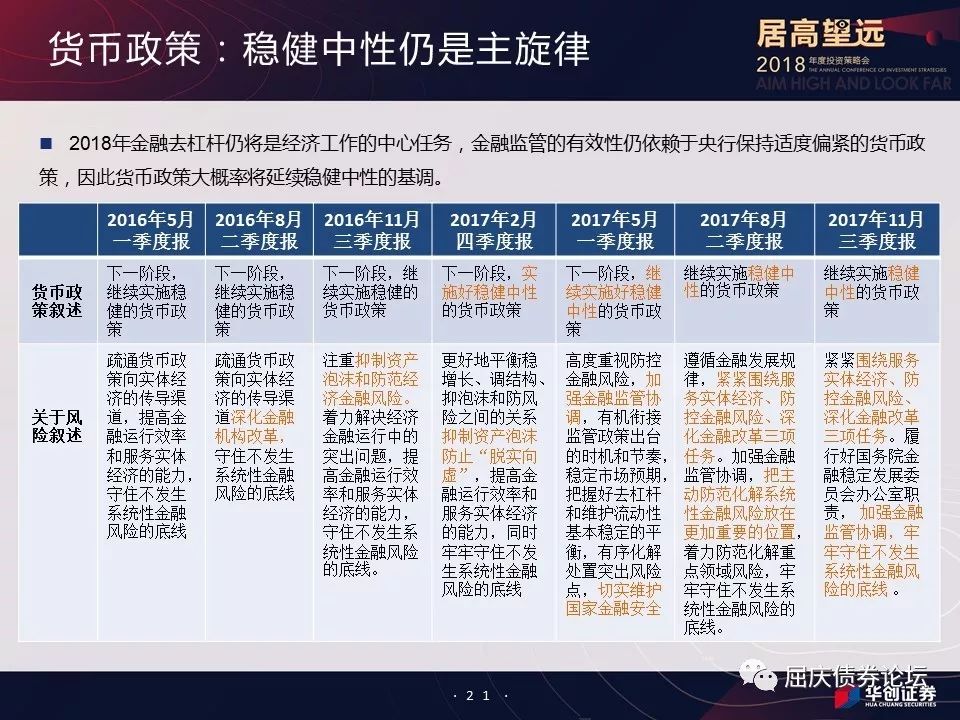 货币政策：稳健中性仍是主旋律
居高望远
2018年度投资策略会
THE ANNUAL CONFERENCE OF INVESTMENT STRATEGIES
AIM HIGH AND LOOK FAR
2018年金融去杠杆仍将是经济工作的中心任务，金融监管的有效性仍依赖于央行保持适度偏紧的货币政
策，因此货币政策大概率将延续稳健中性的基调。
2016年5月
一季度报
2016年8月
二季度报
2016年11月
三季度报
2017年2月
四季度报
2017年5月
一季度报
2017年8月
二季度报
2017年11月
三季度报
货币政
策叙述
下一阶段，
继续实施稳
健的货币政
策
下一阶段，
继续实施稳
健的货币政
策
下一阶段，继
续实施稳健的
货币政策
下一阶段，实
施好稳健中性
的货币政策
下一阶段，继
续实施好稳健
中性的货币政
策
继续实施稳健中
性的货币政策
继续实施稳健
中性的货币政
策
关于风
险叙述
疏通货币政
策向实体经
济的传导渠
道，提高金
融运行效率
和服务实体
经济的能力，
守住不发生
系统性金融
风险的底线
疏通货币政
策向实体经
济的传导渠
道深化金融
机构改革，
守住不发生
系统性金融
风险的底线
注重抑制资产
泡沫和防范经
济金融风险。
着力解决经济
金融运行中的
突出问题，提
高金融运行效
率和服务实体
经济的能力，
守住不发生系
统性金融风险
的底线。
更好地平衡稳
增长、调结构、
抑泡沫和防风
险之间的关系
抑制资产泡沫
防止“脱实向
虚”，提高金
融运行效率和
服务实体经济
的能力，同时
牢牢守住不发
生系统性金融
风险的底线
高度重视防控
金融风险，加
强金融监管协
调，有机衔接
监管政策出台
的时机和节奏，
稳定市场预期，
把握好去杠杆
和维护流动性
基本稳定的平
衡，有序化解
处置突出风险
点，切实维护
国家金融安全
遵循金融发展规
律，紧紧围绕服
务实体经济、防
控金融风险、深
化金融改革三项
任务。加强金融
监管协调，把主
动防范化解系统
性金融风险放在
更加重要的位置，
着力防范化解重
点领域风险，牢
牢守住不发生系
统性金融风险的
底线。
紧紧围绕服务
实体经济、防
控金融风险、
深化金融改革
三项任务。履
行好国务院金
融稳定发展委
员会办公室职
责，加强金融
监管协调，牢
牢守住不发生
系统性金融风险
的底线。
屈庆债券论坛
·21·
华创证券
HUA CHUANG SECURITIES